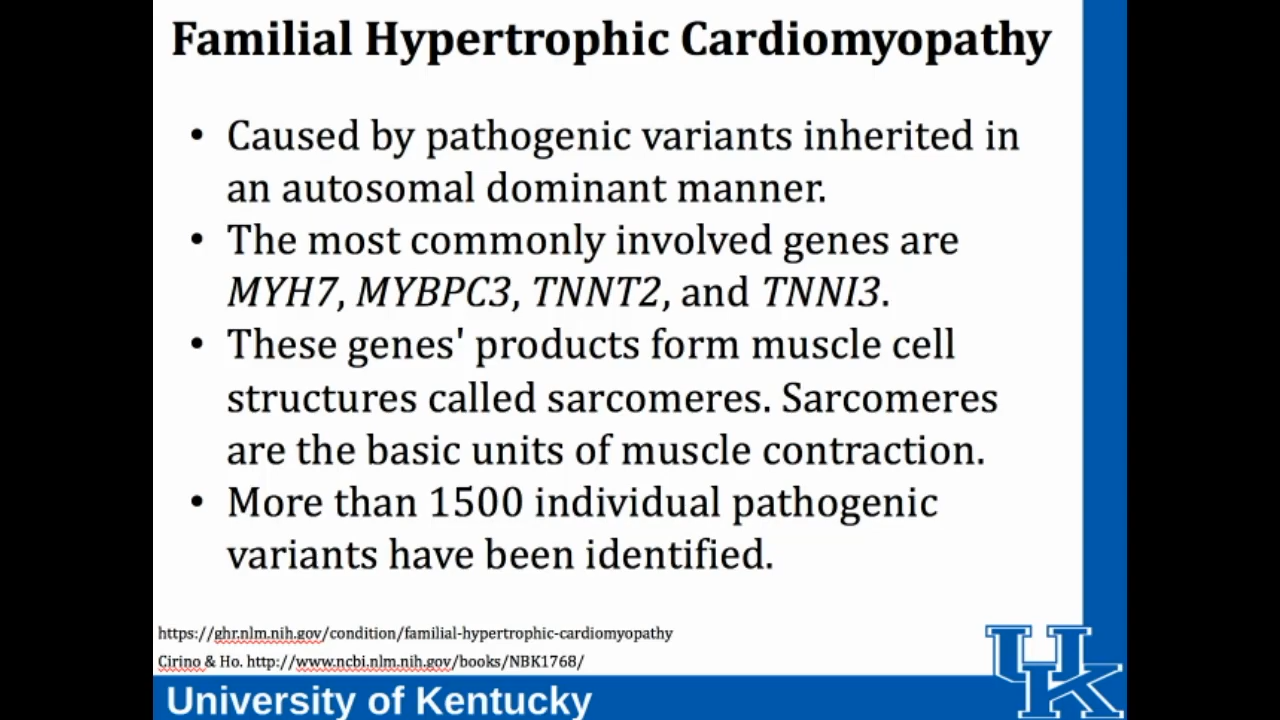 Familial Hypertrophic Cardiomyopathy
• Caused by pathogenic variants inherited in
an autosomal dominant manner.
• The most commonly involved genes are
MYH7, MYBPC3, TNNT2, and TNNI3.
• These genes' products form muscle cell
structures called sarcomeres. Sarcomeres
are the basic units of muscle contraction.
• More than 1500 individual pathogenic
variants have been identified.
https://ghr.nlm.nih.gov/condition/familial-hypertrophic-cardiomyopathy
Cirino & Ho. http://www.ncbi.nlm.nih.gov/books/NBK1768/
University of Kentucky
UK